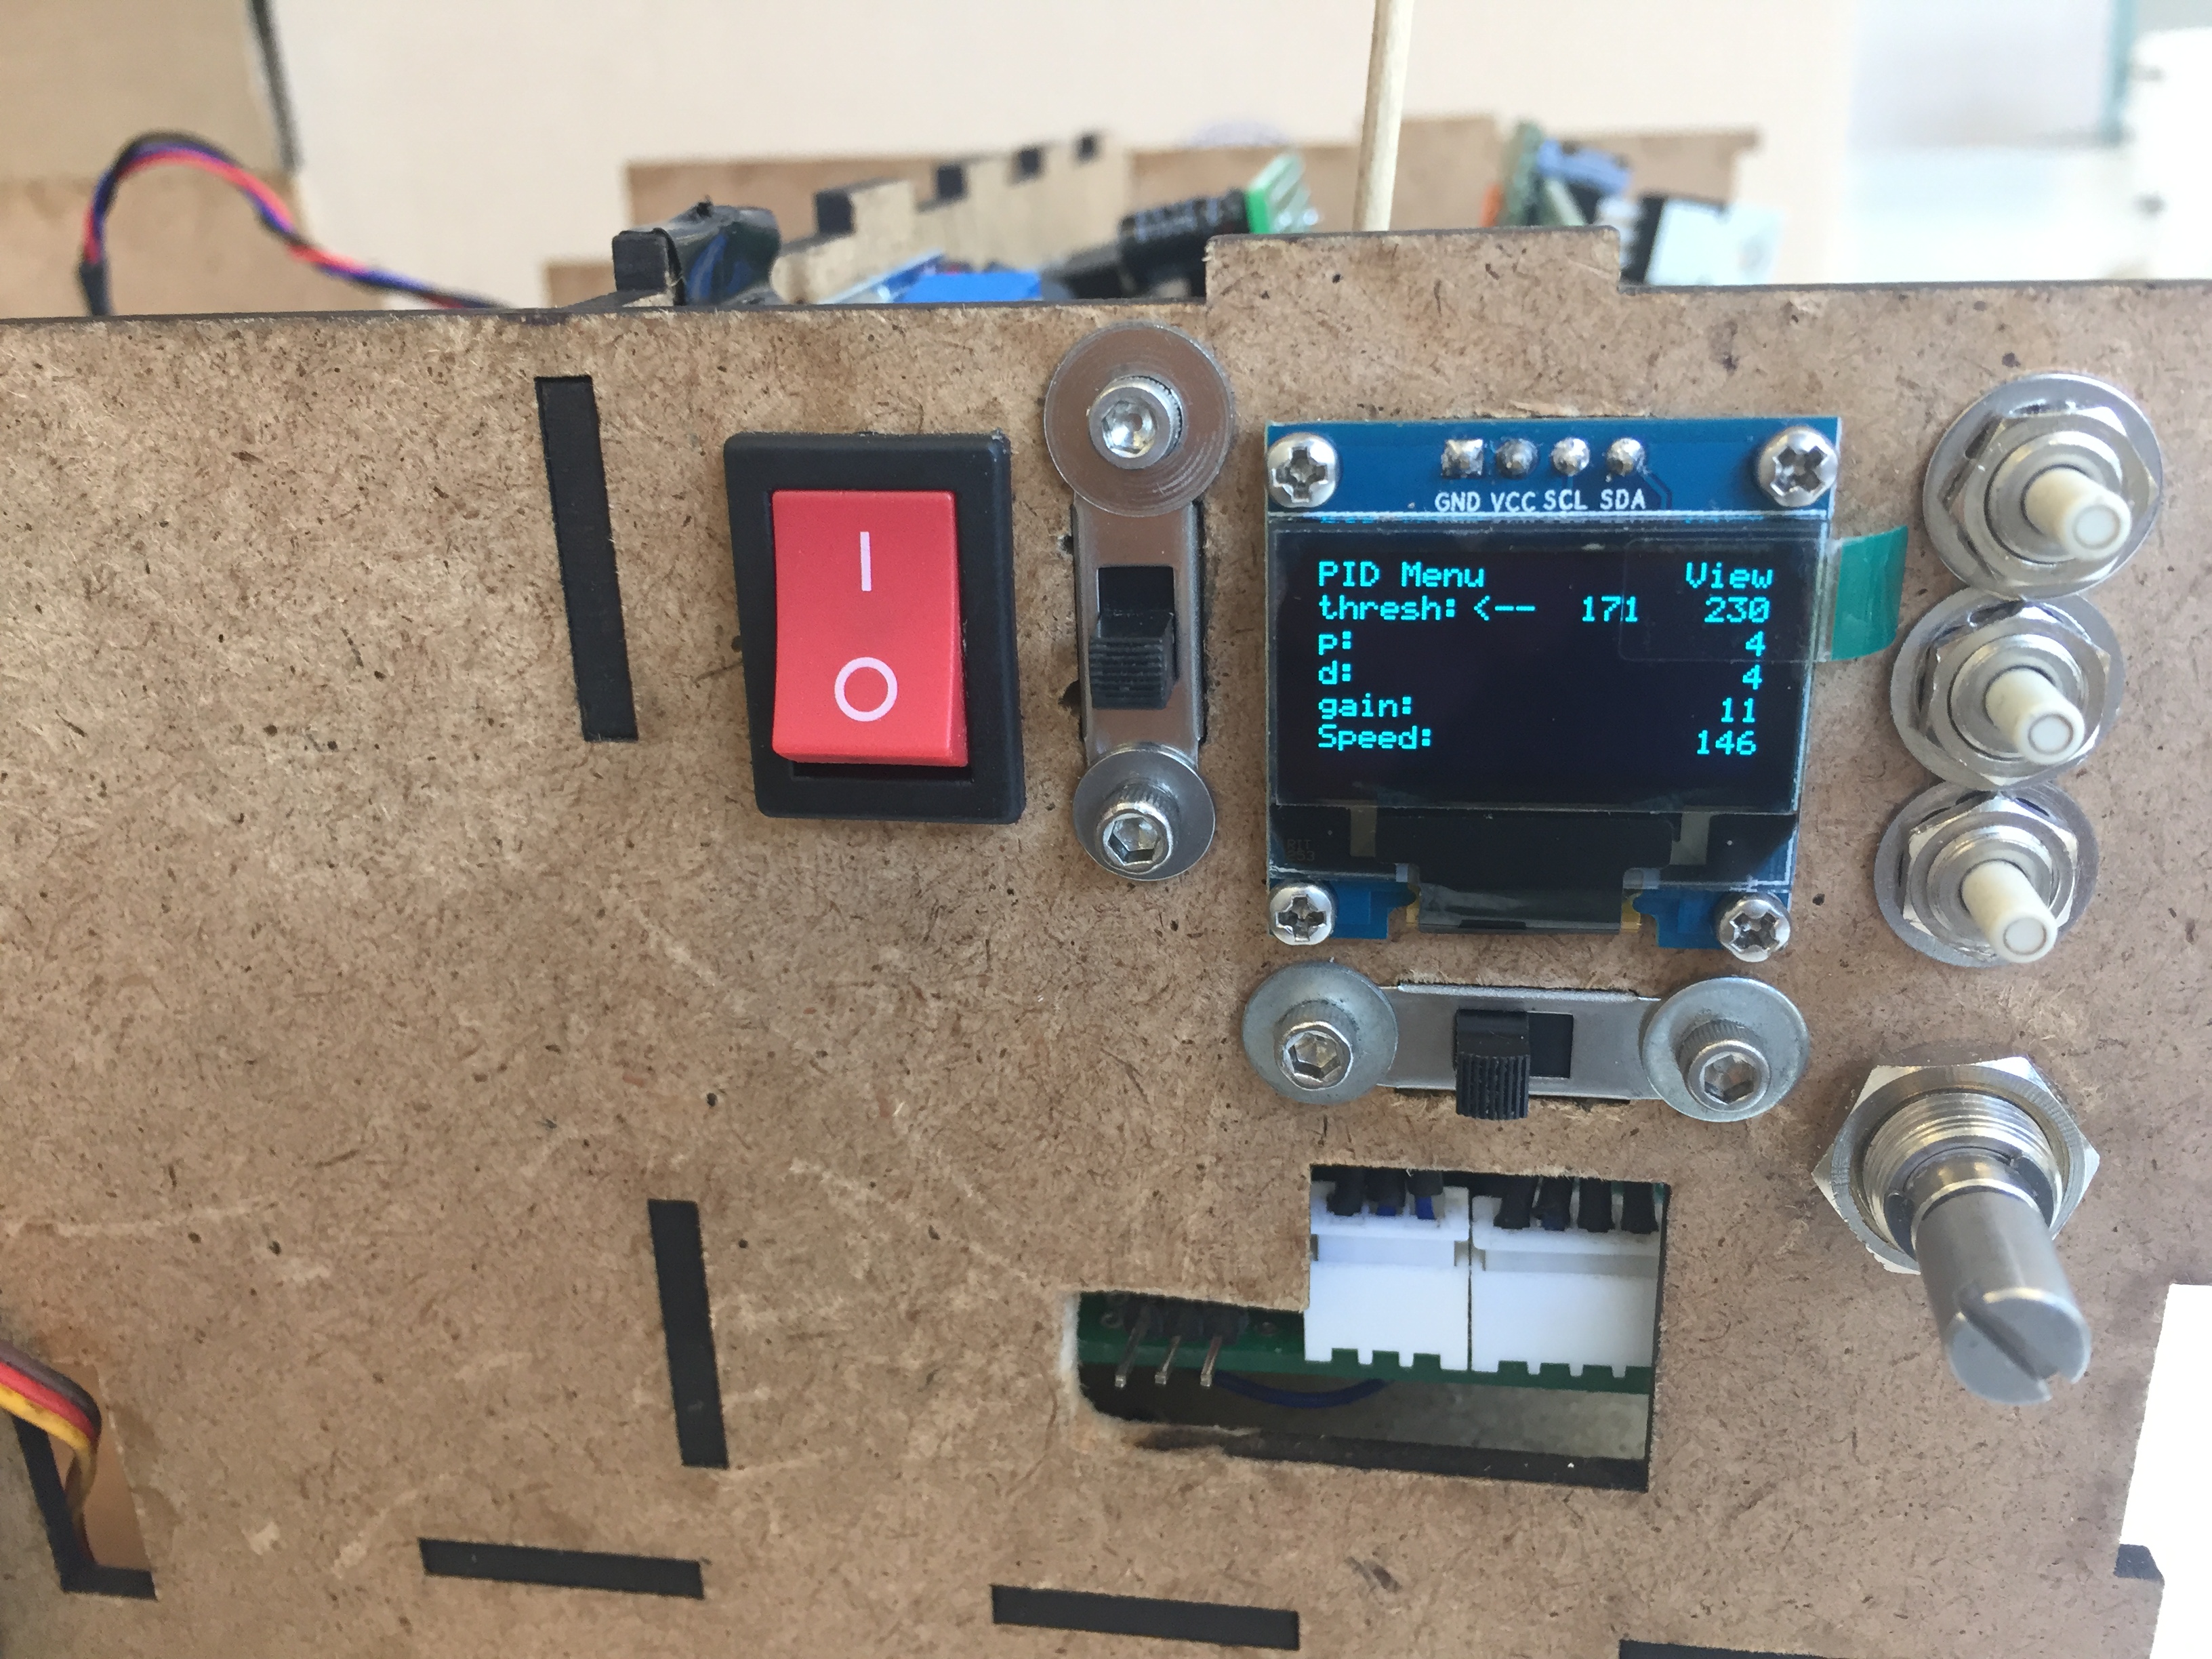 GND VCC SCL SDA
PID Menu View
thresh:<-- 171 230
p: 4
d: 4
gain: 11
Speed: 146
I
O